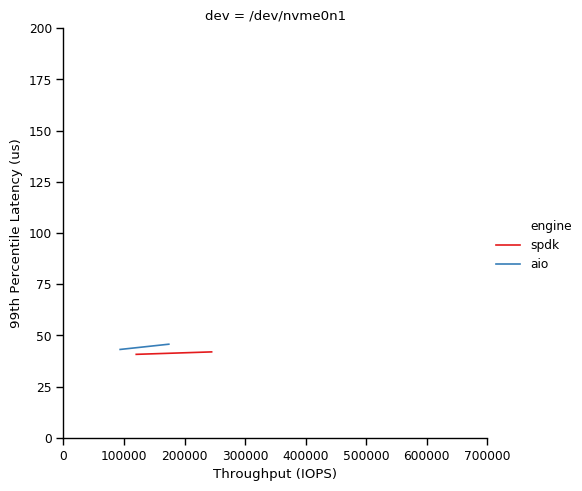 dev = /dev/nvme0n1
200
175
150
125
100
75
50
25
0
99th Percentile Latency (us)
0 100000 200000 300000 400000 500000 600000 700000
Throughput (IOPS)
engine
spdk
aio